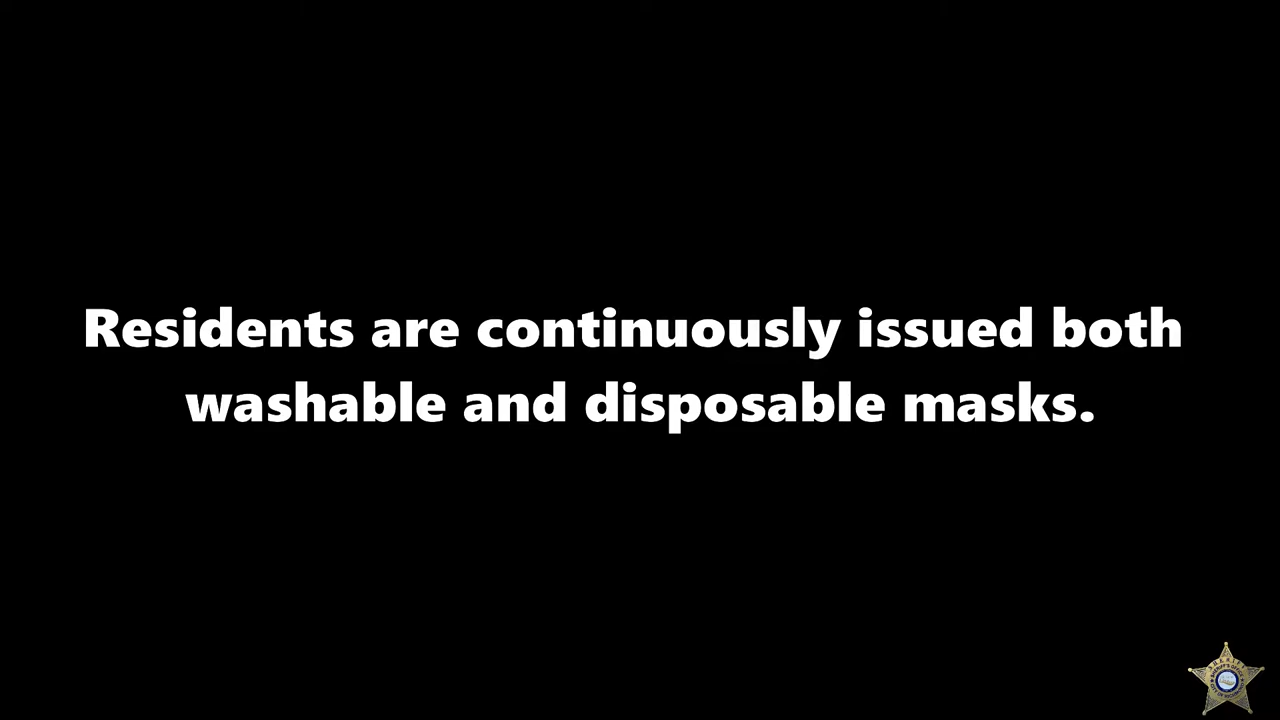 Residents are continuously issued both
washable and disposable masks.